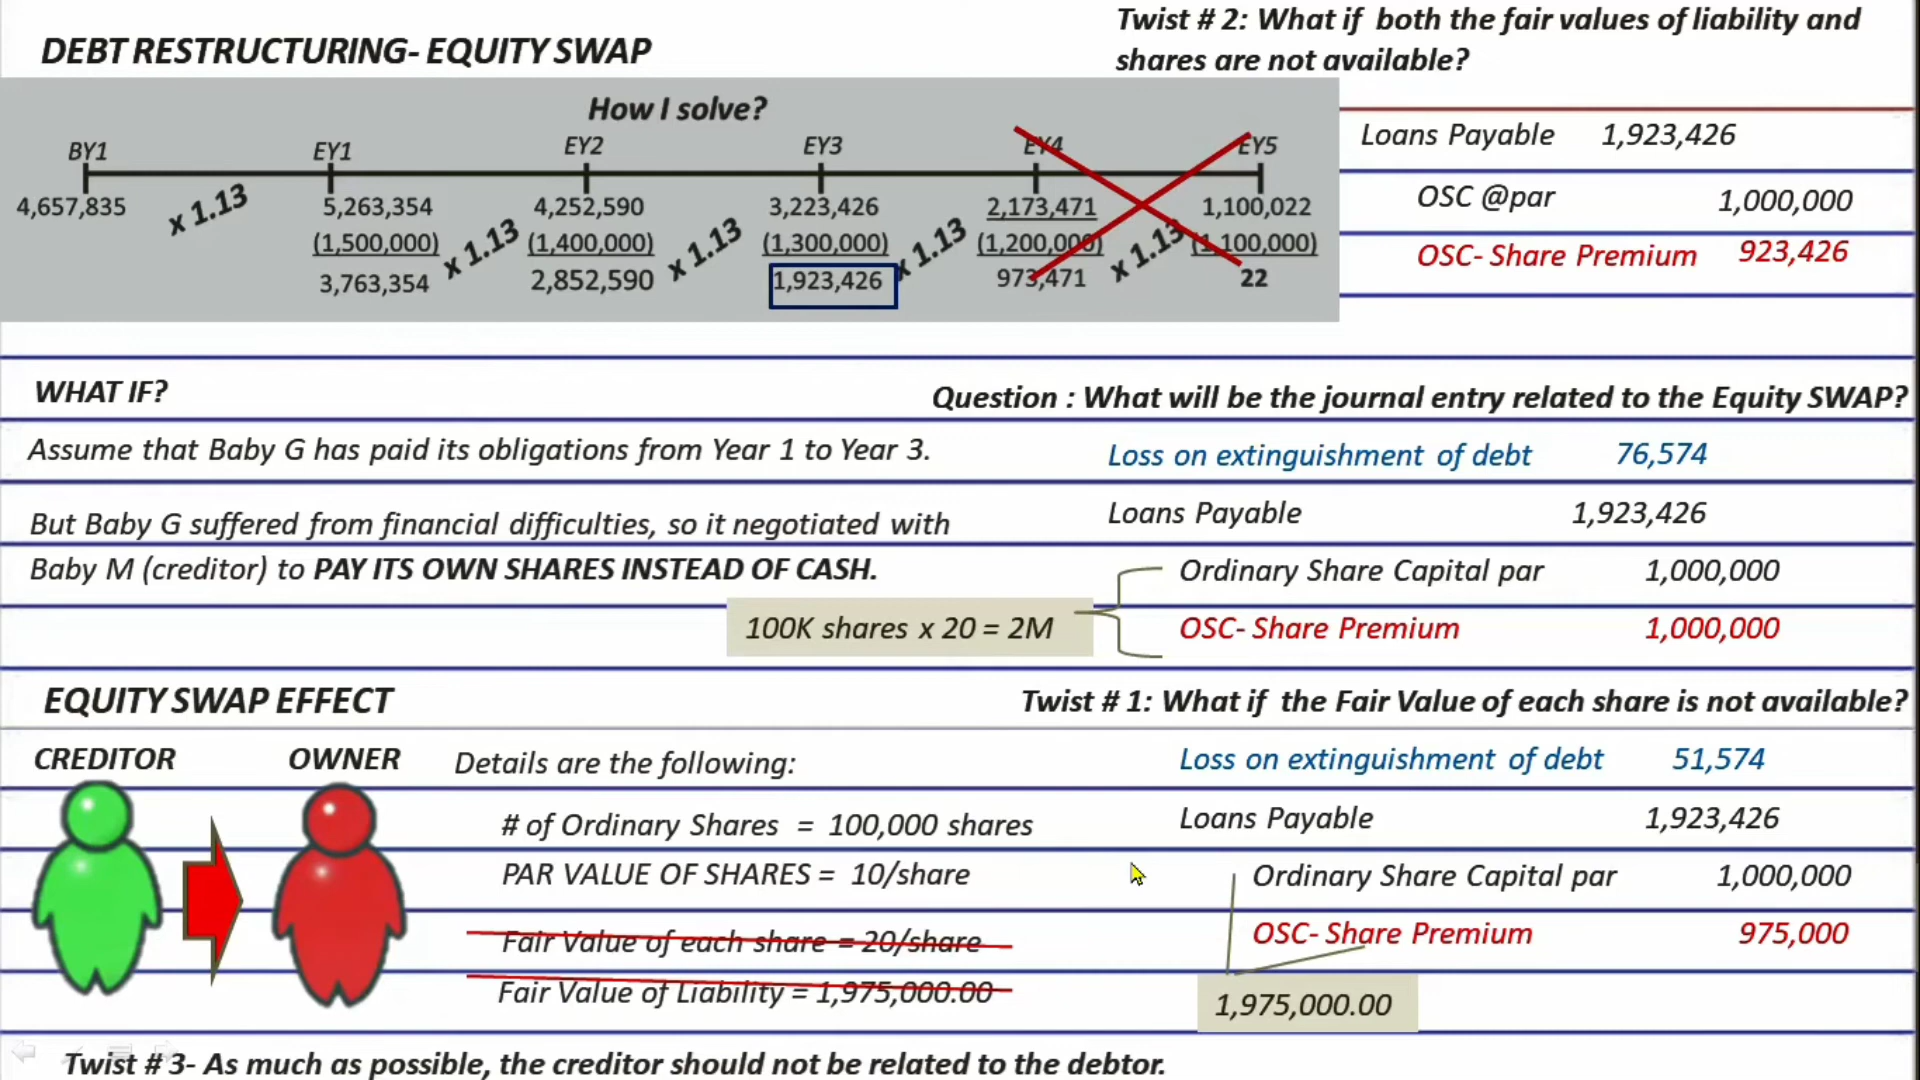 DEBT RESTRUCTURING- EQUITY SWAP
Twist # 2: What if both the fair values of liability and
shares are not available?
How I solve?
BY1 EY1 EY2 EY3 EY4 EY5
4,657,835 x 1.13 5,263,354 x 1.13 4,252,590 x 1.13 3,223,426 x 1.13 2,173,471 x 1.13 1,100,022
(1,500,000) (1,400,000) (1,300,000) (1,200,000) (1,100,000)
3,763,354 2,852,590 1,923,426 973,471 22
Loans Payable 1,923,426
OSC @par 1,000,000
OSC- Share Premium 923,426
WHAT IF?
Assume that Baby G has paid its obligations from Year 1 to Year 3.
But Baby G suffered from financial difficulties, so it negotiated with
Baby M (creditor) to PAY ITS OWN SHARES INSTEAD OF CASH.
Question : What will be the journal entry related to the Equity SWAP?
Loss on extinguishment of debt 76,574
Loans Payable 1,923,426
Ordinary Share Capital par 1,000,000
OSC- Share Premium 1,000,000
100K shares x 20 = 2M
EQUITY SWAP EFFECT
CREDITOR OWNER
Details are the following:
# of Ordinary Shares = 100,000 shares
PAR VALUE OF SHARES = 10/share
Fair Value of each share = 20/share
Fair Value of Liability = 1,975,000.00
Twist # 1: What if the Fair Value of each share is not available?
Loss on extinguishment of debt 51,574
Loans Payable 1,923,426
Ordinary Share Capital par 1,000,000
OSC- Share Premium 975,000
1,975,000.00
Twist # 3- As much as possible, the creditor should not be related to the debtor.